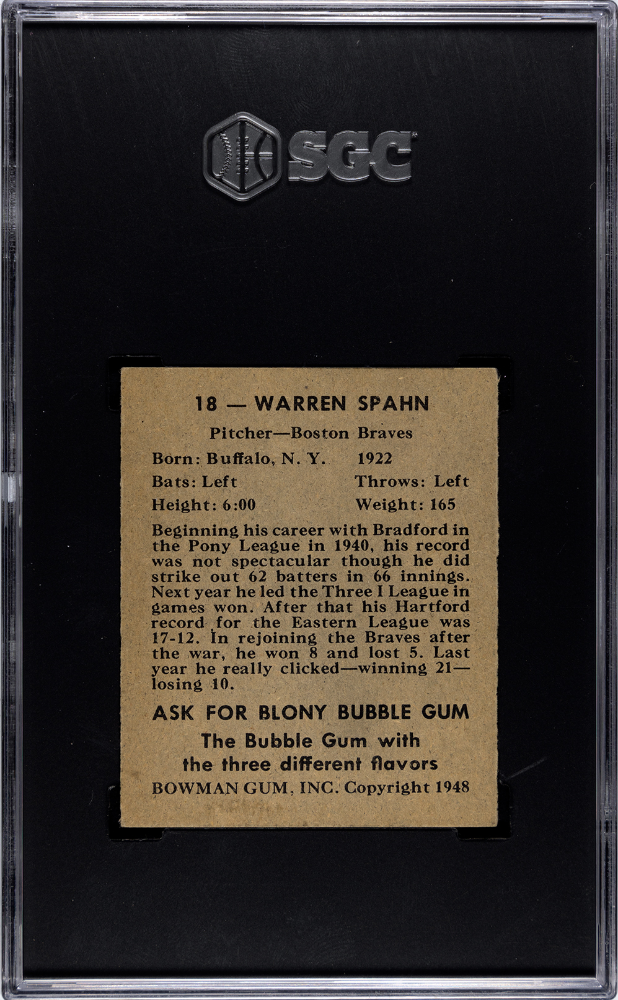 SGC
18 — WARREN SPAHN
Pitcher—Boston Braves
Born: Buffalo, N. Y. 1922
Bats: Left Throws: Left
Height: 6:00 Weight: 165
Beginning his career with Bradford in
the Pony League in 1940, his record
was not spectacular though he did
strike out 62 batters in 66 innings.
Next year he led the Three I League in
games won. After that his Hartford
record for the Eastern League was
17-12. In rejoining the Braves after
the war, he won 8 and lost 5. Last
year he really clicked—winning 21—
losing 10.
ASK FOR BLONY BUBBLE GUM
The Bubble Gum with
the three different flavors
BOWMAN GUM, INC. Copyright 1948